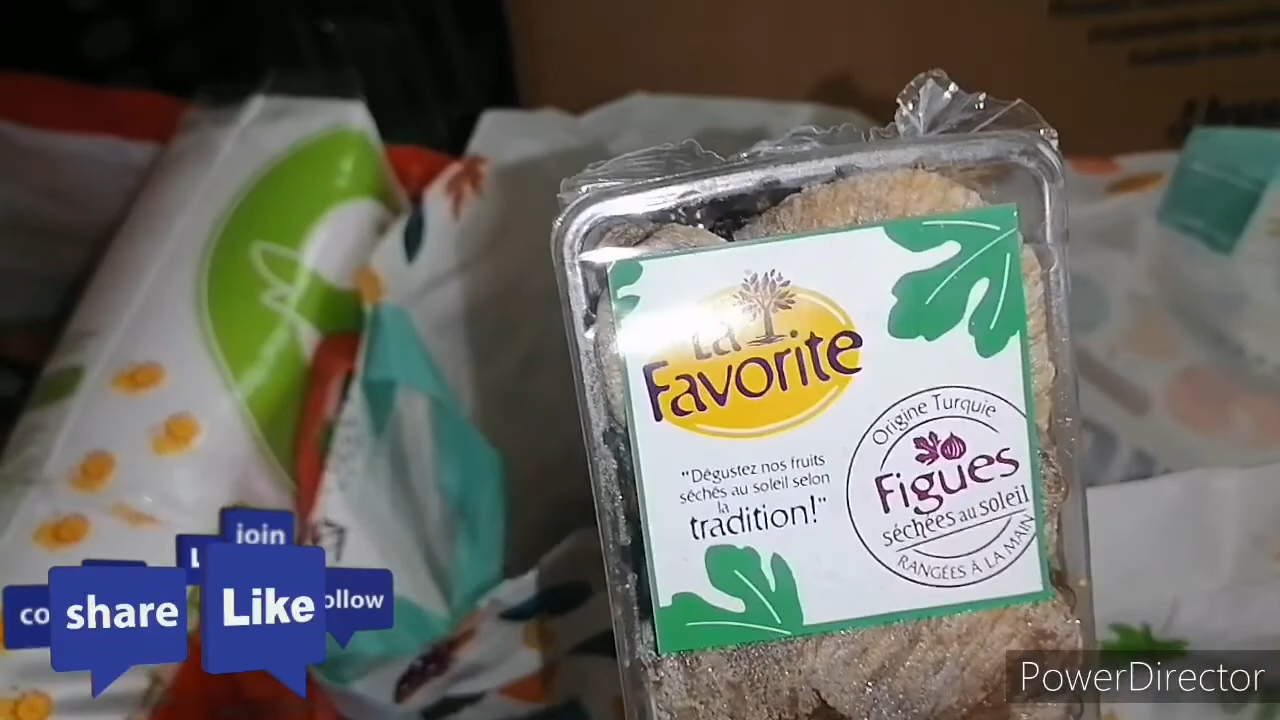 La
Favorite
"Dégustez nos fruits
séchés au soleil selon
la
tradition!"
Origine Turquie
Figues
séchées au soleil
RANGÉES À LA MAIN
join
L
co
share
Like
ollow
PowerDirector